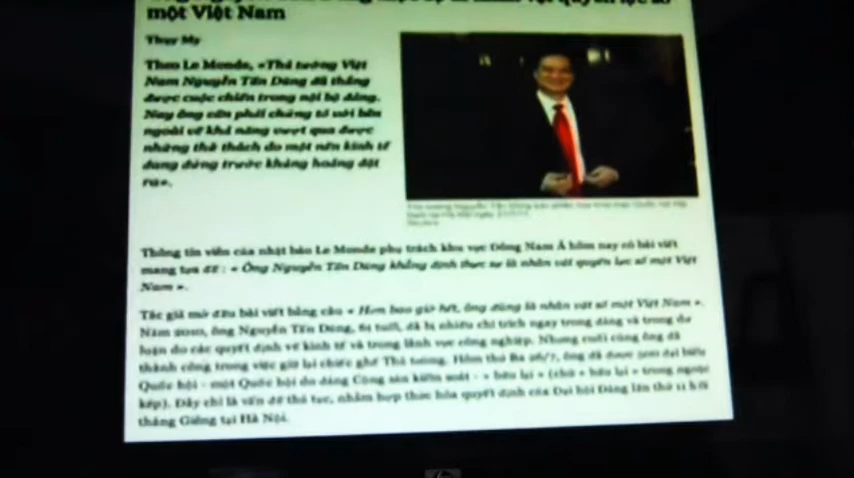 một Việt Nam
Thụy My
Theo Le Monde, «Thủ tướng Việt
Nam Nguyễn Tấn Dũng đã thắng
được cuộc chiến trong nội bộ đảng.
Nay ông còn phải chứng tỏ với bên
ngoài về khả năng vượt qua được
những thử thách do một nền kinh tế
đang đứng trước khủng hoảng đặt
ra».
Thông tín viên của nhật báo Le Monde phụ trách khu vực Đông Nam Á hôm nay có bài viết
mang tựa đề : « Ông Nguyễn Tấn Dũng khẳng định thực sự là nhân vật quyền lực số một Việt
Nam ».
Tác giả mở đầu bài viết bằng câu « Hơn bao giờ hết, ông Dũng là nhân vật số một Việt Nam ».
Năm 2010, ông Nguyễn Tấn Dũng, 61 tuổi, đã bị nhiều chỉ trích ngay trong đảng và trong dư
luận do các quyết định về kinh tế và trong lãnh vực công nghiệp. Nhưng cuối cùng ông đã
thành công trong việc giữ lại chiếc ghế Thủ tướng. Hôm thứ Ba 26/7, ông đã được 500 đại biểu
Quốc hội - một Quốc hội do đảng Cộng sản kiểm soát - « bầu lại » (chữ « bầu lại » trong ngoặc
kép). Đây chỉ là vấn đề thủ tục, nhằm hợp thức hóa quyết định của Đại hội Đảng lần thứ 11 hồi
tháng Giêng tại Hà Nội.